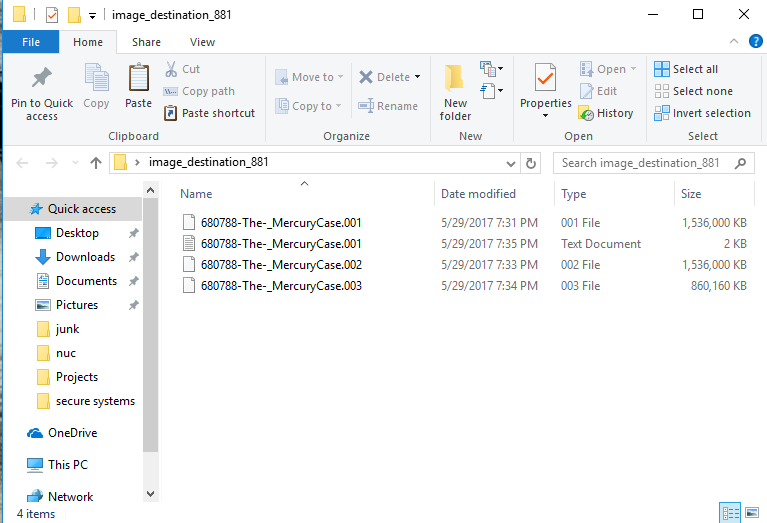 image_destination_881
File Home Share View
Pin to Quick access
Copy
Paste
Cut
Copy path
Paste shortcut
Clipboard
Move to
Copy to
Delete
Rename
Organize
New folder
New
Properties
Open
Edit
History
Open
Select all
Select none
Invert selection
Select
image_destination_881
Search image_destination_881
Name Date modified Type Size
680788-The-_MercuryCase.001 5/29/2017 7:31 PM 001 File 1,536,000 KB
680788-The-_MercuryCase.001 5/29/2017 7:35 PM Text Document 2 KB
680788-The-_MercuryCase.002 5/29/2017 7:33 PM 002 File 1,536,000 KB
680788-The-_MercuryCase.003 5/29/2017 7:34 PM 003 File 860,160 KB
Quick access
Desktop
Downloads
Documents
Pictures
junk
nuc
Projects
secure systems
OneDrive
This PC
Network
4 items